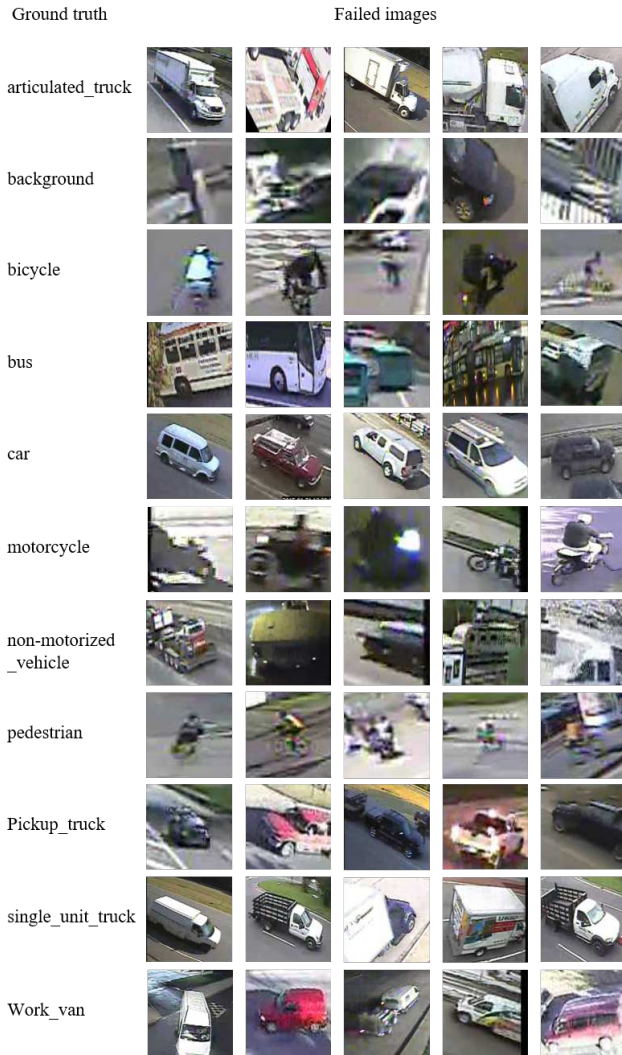 Ground truth Failed images
articulated_truck
background
bicycle
bus
car
motorcycle
non-motorized
_vehicle
pedestrian
Pickup_truck
single_unit_truck
Work_van